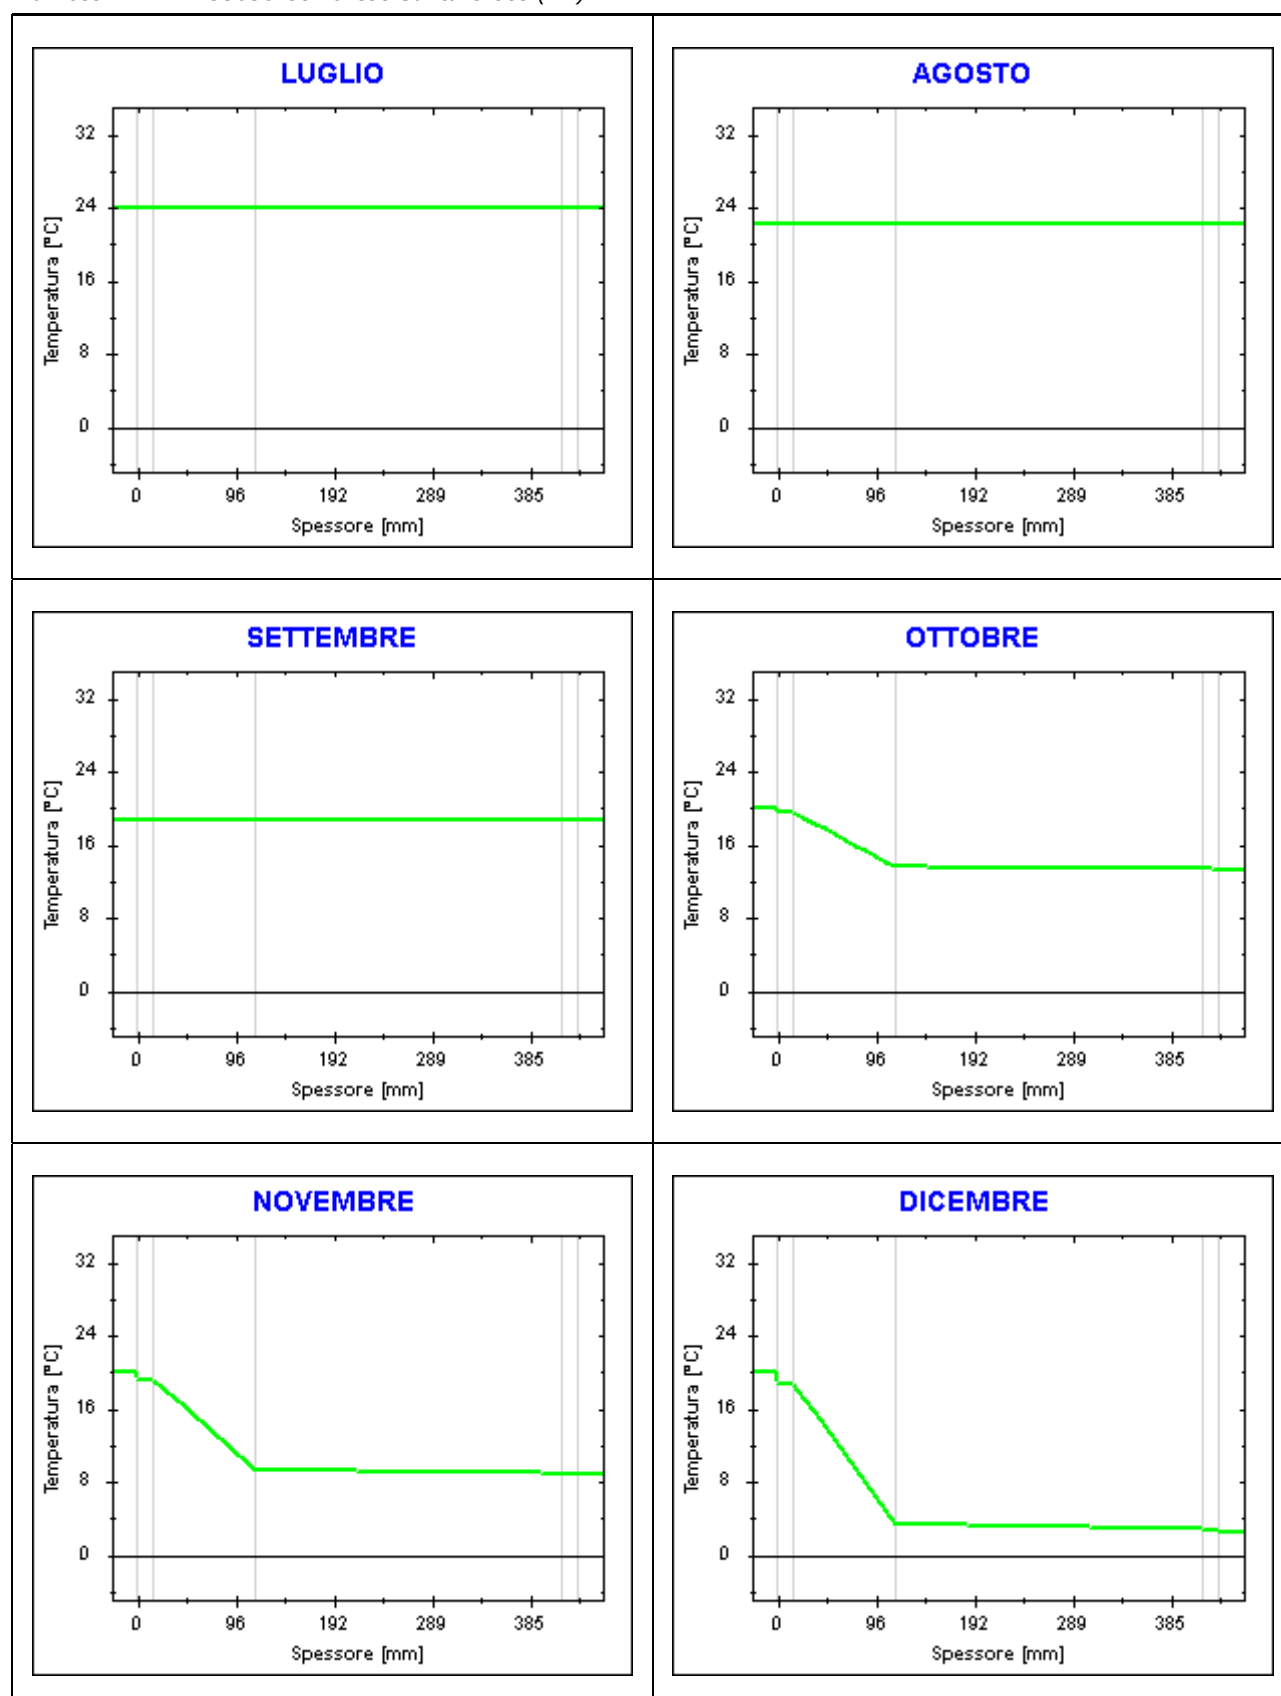 LUGLIO
32
24
16
8
0
Temperatura [°C]
0 96 192 289 385
Spessore [mm]
AGOSTO
32
24
16
8
0
Temperatura [°C]
0 96 192 289 385
Spessore [mm]
SETTEMBRE
32
24
16
8
0
Temperatura [°C]
0 96 192 289 385
Spessore [mm]
OTTOBRE
32
24
16
8
0
Temperatura [°C]
0 96 192 289 385
Spessore [mm]
NOVEMBRE
32
24
16
8
0
Temperatura [°C]
0 96 192 289 385
Spessore [mm]
DICEMBRE
32
24
16
8
0
Temperatura [°C]
0 96 192 289 385
Spessore [mm]